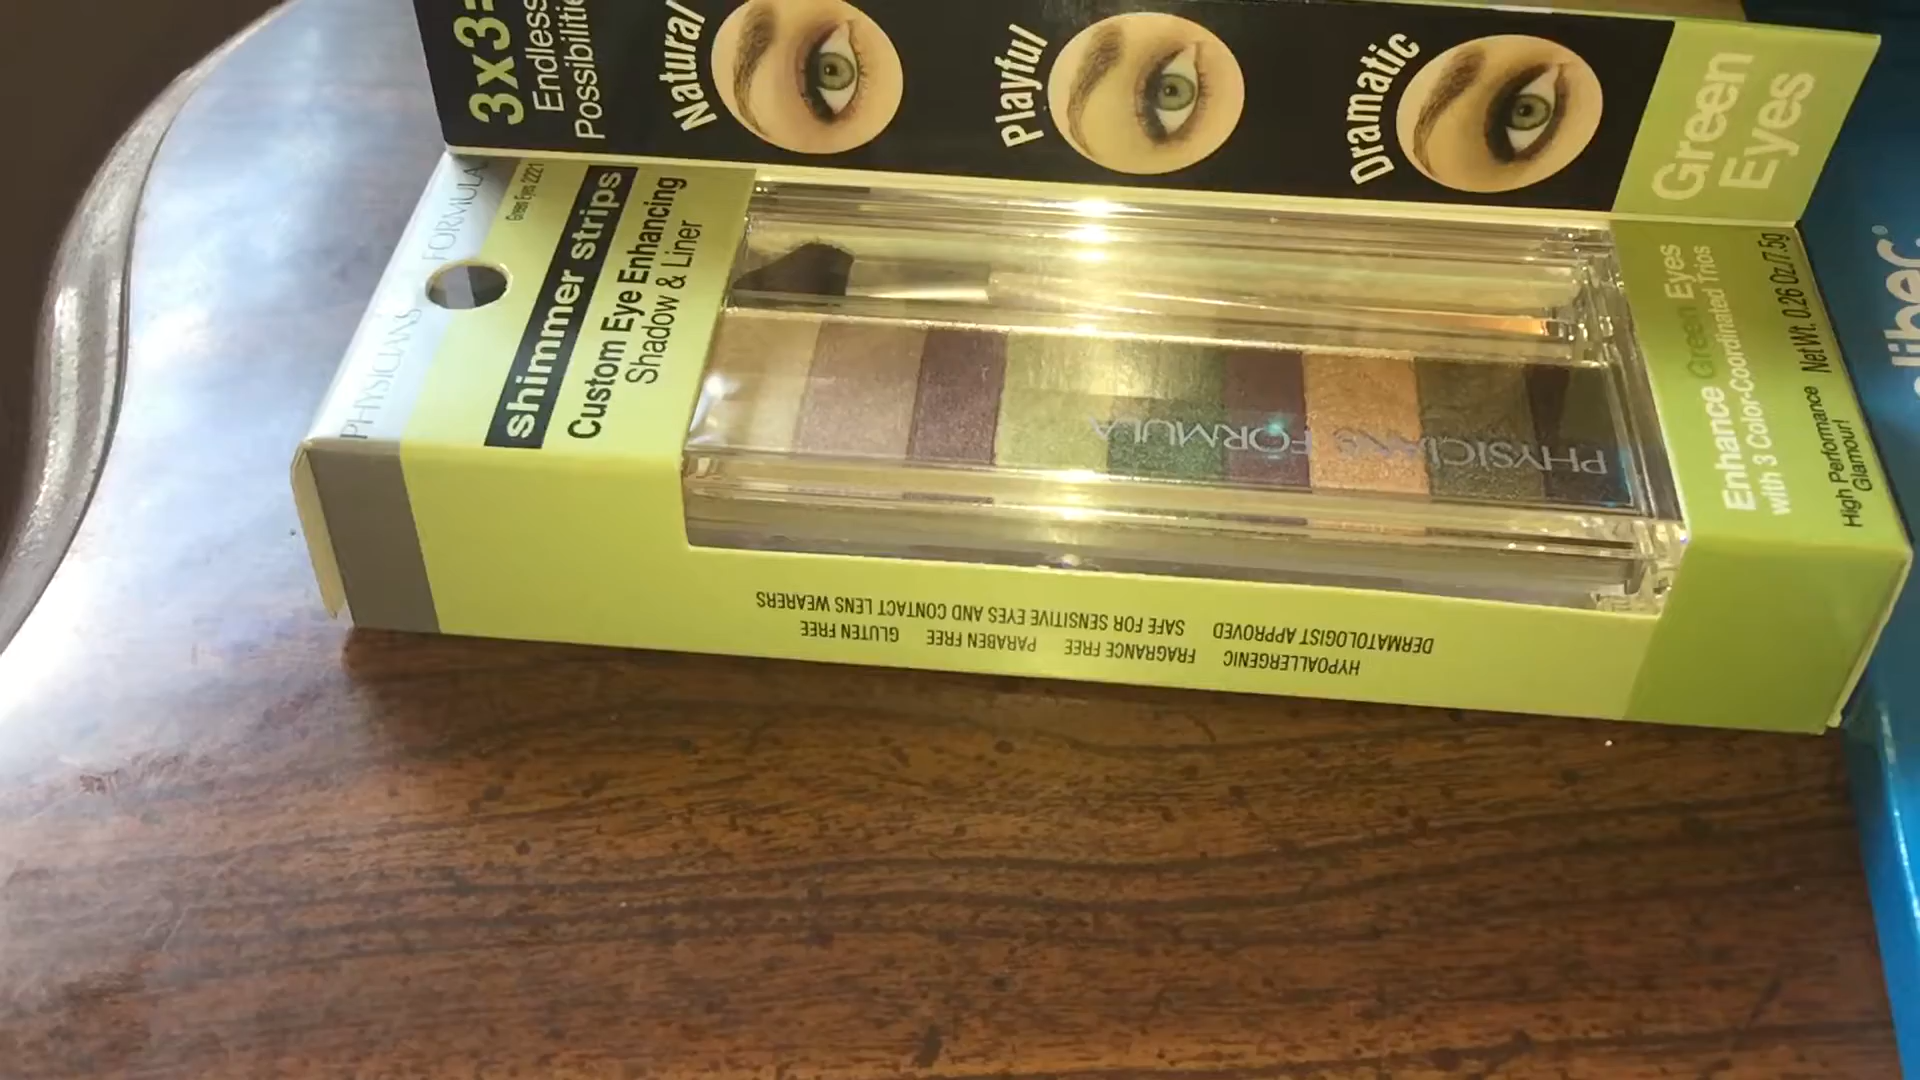 3x3=
Endless
Possibilitie
Natural
Playful
Dramatic
Green
Eyes
PHYSICIANS FORMULA
Green Eyes 2221
shimmer strips
Custom Eye Enhancing
Shadow & Liner
PHYSICIANS FORMULA
Enhance Green Eyes
with 3 Color-Coordinated Trios
High Performance
Glamour!
Net Wt. 0.26 Oz/7.5g
HYPOALLERGENIC FRAGRANCE FREE PARABEN FREE GLUTEN FREE
DERMATOLOGIST APPROVED SAFE FOR SENSITIVE EYES AND CONTACT LENS WEARERS